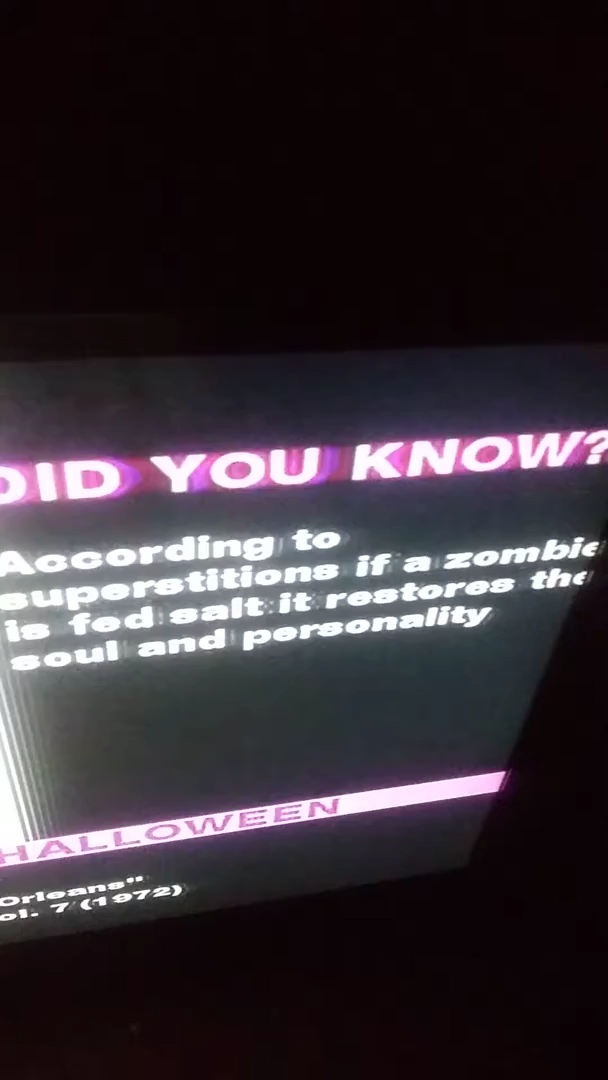 DID YOU KNOW?
According to
superstitions if a zombie
is fed salt it restores the
soul and personality
HALLOWEEN
Orleans"
ol. 7 (1972)